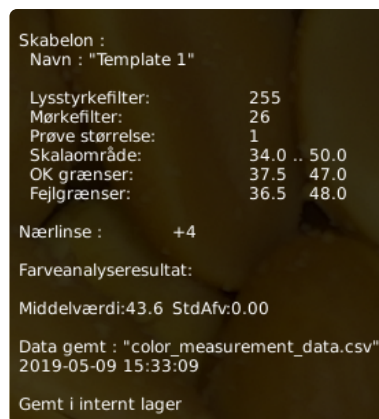 Skabelon :
Navn : "Template 1"
Lysstyrkefilter: 255
Mørkefilter: 26
Prøve størrelse: 1
Skalaområde: 34.0 .. 50.0
OK grænser: 37.5 47.0
Fejlgrænser: 36.5 48.0
Nærlinse : +4
Farveanalyseresultat:
Middelværdi:43.6 StdAfv:0.00
Data gemt : "color_measurement_data.csv"
2019-05-09 15:33:09
Gemt i internt lager